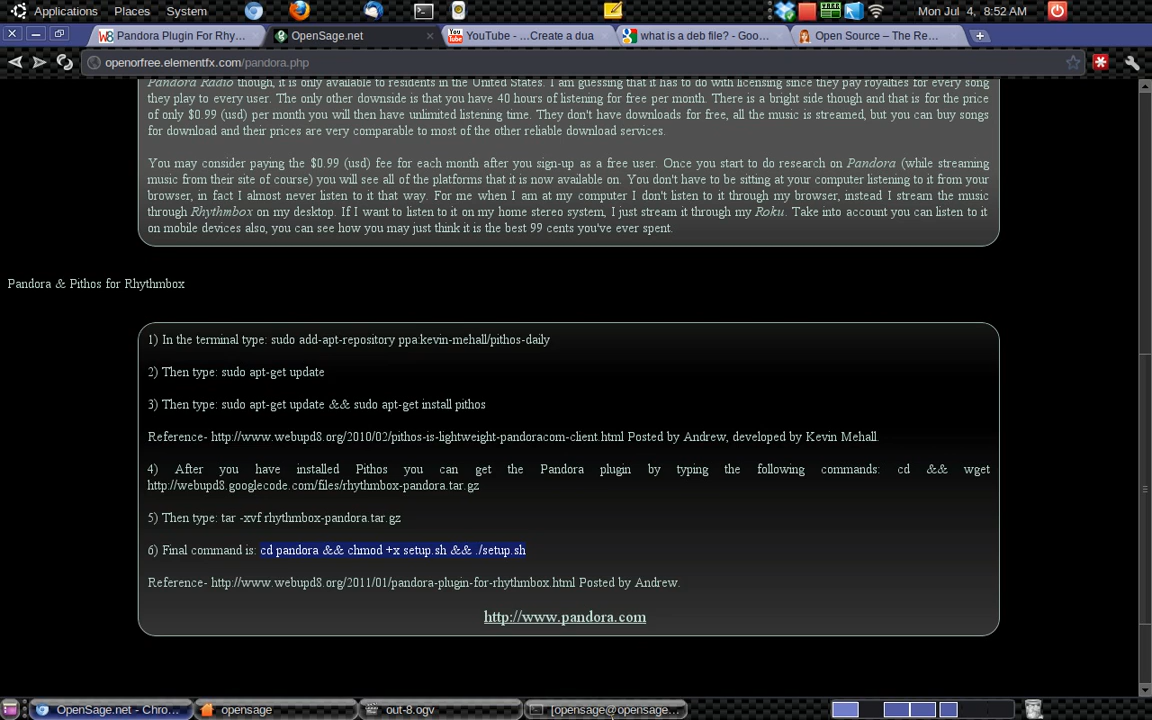 Applications Places System Mon Jul 4, 8:52 AM
Pandora Plugin For Rhy... OpenSage.net YouTube - ...Create a dua what is a deb file? - Goo... Open Source – The Re...
openorfree.elementfx.com/pandora.php
Pandora Radio though, it is only available to residents in the United States. I am guessing that it has to do with licensing since they pay royalties for every song
they play to every user. The only other downside is that you have 40 hours of listening for free per month. There is a bright side though and that is for the price
of only $0.99 (usd) per month you will then have unlimited listening time. They don't have downloads for free, all the music is streamed, but you can buy songs
for download and their prices are very comparable to most of the other reliable download services.
You may consider paying the $0.99 (usd) fee for each month after you sign-up as a free user. Once you start to do research on Pandora (while streaming
music from their site of course) you will see all of the platforms that it is now available on. You don't have to be sitting at your computer listening to it from your
browser, in fact I almost never listen to it that way. For me when I am at my computer I don't listen to it through my browser, instead I stream the music
through Rhythmbox on my desktop. If I want to listen to it on my home stereo system, I just stream it through my Roku. Take into account you can listen to it
on mobile devices also, you can see how you may just think it is the best 99 cents you've ever spent.
Pandora & Pithos for Rhythmbox
1) In the terminal type: sudo add-apt-repository ppa:kevin-mehall/pithos-daily
2) Then type: sudo apt-get update
3) Then type: sudo apt-get update && sudo apt-get install pithos
Reference- http://www.webupd8.org/2010/02/pithos-is-lightweight-pandoracom-client.html Posted by Andrew, developed by Kevin Mehall.
4) After you have installed Pithos you can get the Pandora plugin by typing the following commands: cd && wget
http://webupd8.googlecode.com/files/rhythmbox-pandora.tar.gz
5) Then type: tar -xvf rhythmbox-pandora.tar.gz
6) Final command is: cd pandora && chmod +x setup.sh && ./setup.sh
Reference- http://www.webupd8.org/2011/01/pandora-plugin-for-rhythmbox.html Posted by Andrew.
http://www.pandora.com
OpenSage.net - Chro... opensage out-8.ogv [opensage@opensage...